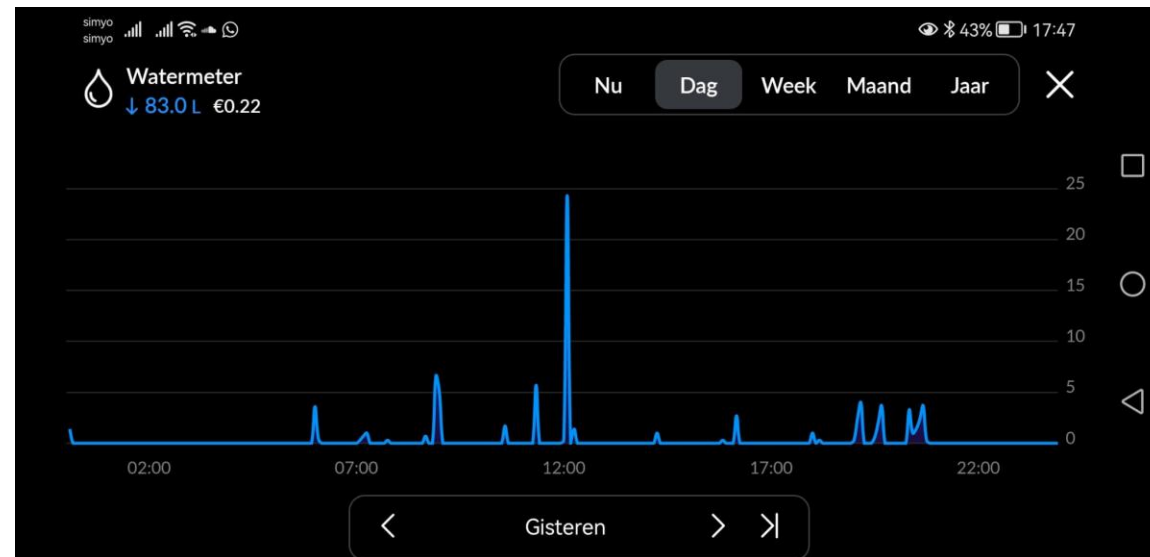 simyo
simyo
43% 17:47
Watermeter
↓ 83.0 L €0.22
Nu Dag Week Maand Jaar
25
20
15
10
5
0
02:00 07:00 12:00 17:00 22:00
Gisteren